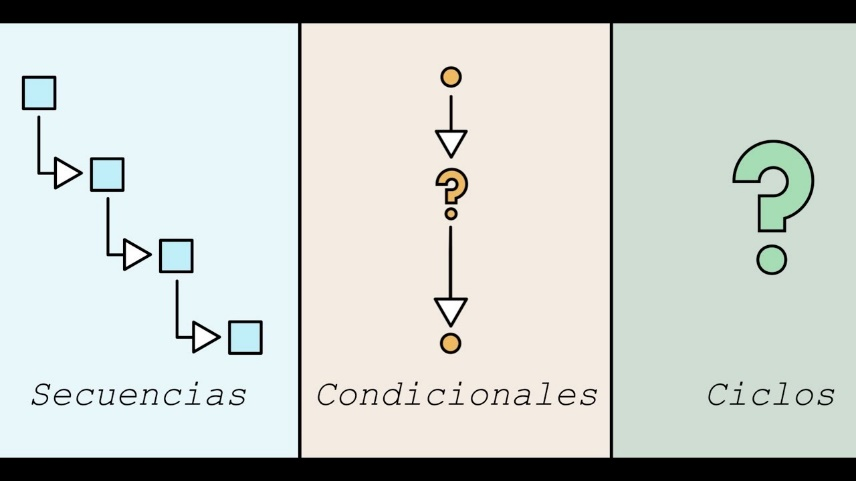 ?
?
Secuencias
Condicionales
Ciclos